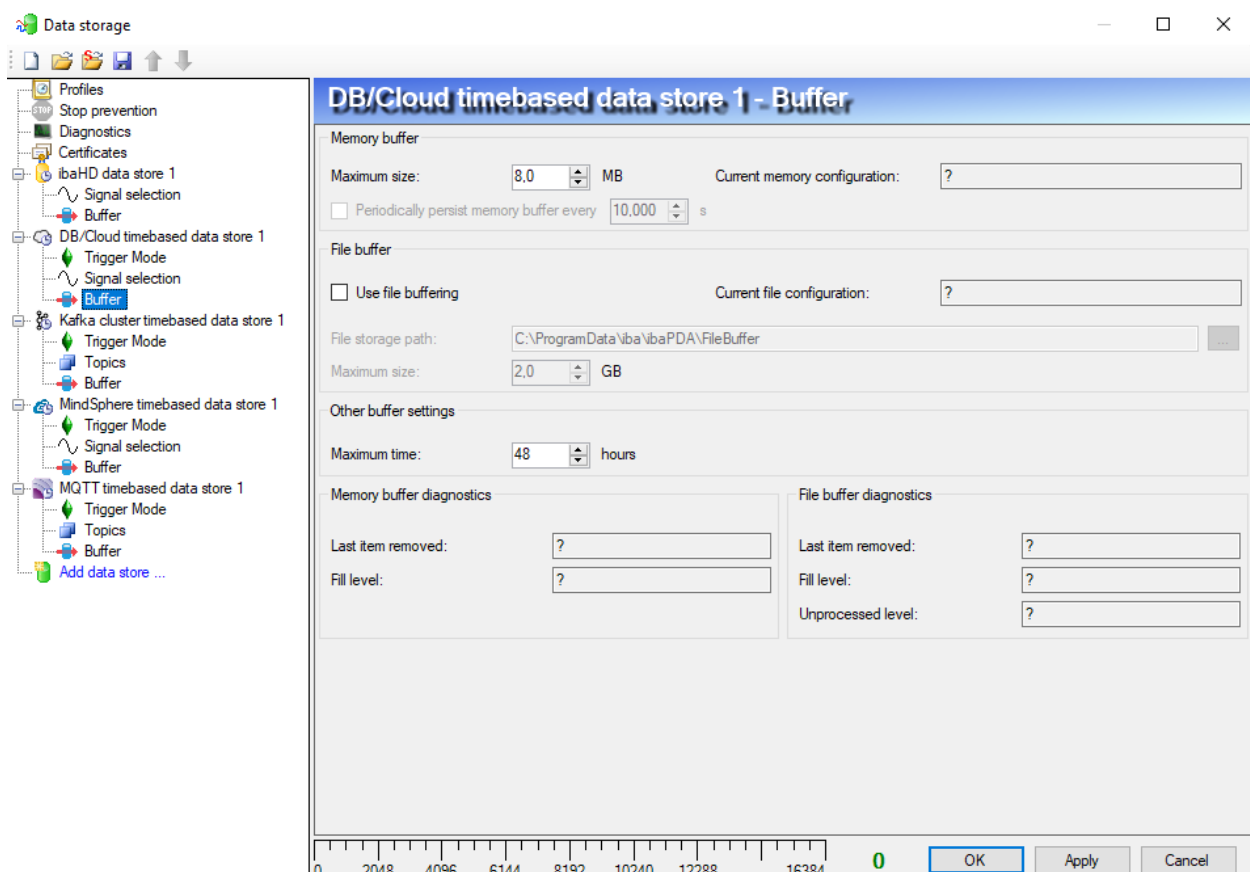 Data storage
Profiles
Stop prevention
Diagnostics
Certificates
ibaHD data store 1
Signal selection
Buffer
DB/Cloud timebased data store 1
Trigger Mode
Signal selection
Buffer
Kafka cluster timebased data store 1
Trigger Mode
Topics
Buffer
MindSphere timebased data store 1
Trigger Mode
Signal selection
Buffer
MQTT timebased data store 1
Trigger Mode
Topics
Buffer
Add data store ...
DB/Cloud timebased data store 1 - Buffer
Memory buffer
Maximum size: 8,0 MB Current memory configuration: ?
Periodically persist memory buffer every 10,000 s
File buffer
Use file buffering Current file configuration: ?
File storage path: C:\ProgramData\iba\ibaPDA\FileBuffer ...
Maximum size: 2,0 GB
Other buffer settings
Maximum time: 48 hours
Memory buffer diagnostics
Last item removed: ?
Fill level: ?
File buffer diagnostics
Last item removed: ?
Fill level: ?
Unprocessed level: ?
0 2048 4096 6144 8192 10240 12288 16384
0 OK Apply Cancel